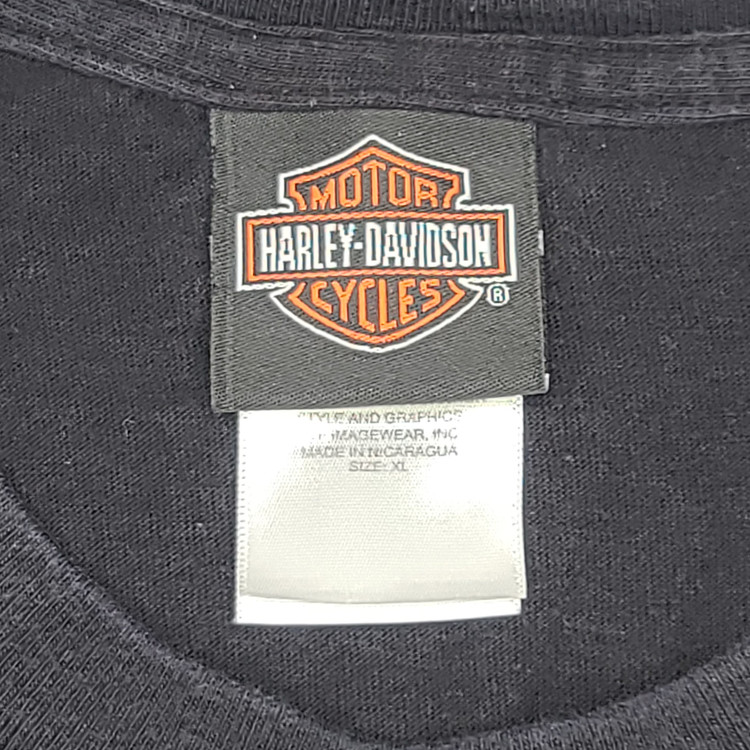 MOTOR
HARLEY-DAVIDSON
CYCLES
®
STYLE AND GRAPHICS
IMAGEWEAR, INC
MADE IN NICARAGUA
SIZE: XL